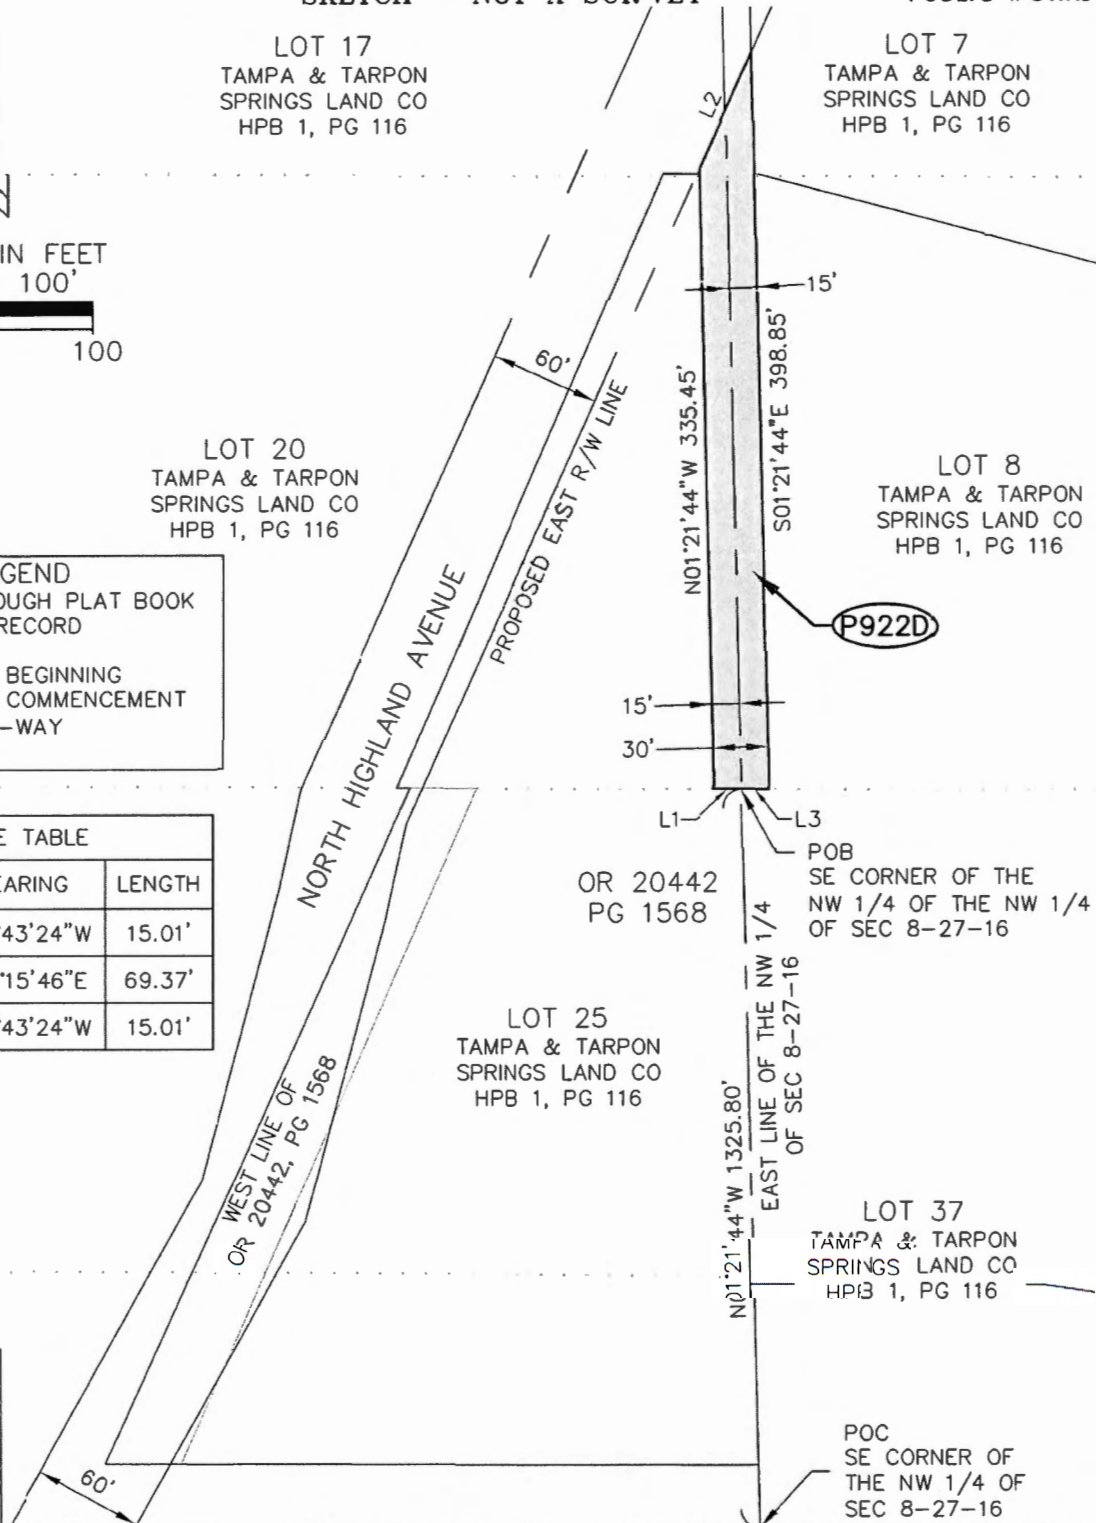 LOT 17
TAMPA & TARPON
SPRINGS LAND CO
HPB 1, PG 116
LOT 7
TAMPA & TARPON
SPRINGS LAND CO
HPB 1, PG 116
L2
IN FEET
100'
100
15'
60'
N01°21'44"W 335.45'
S01°21'44"E 398.85'
PROPOSED EAST R/W LINE
LOT 20
TAMPA & TARPON
SPRINGS LAND CO
HPB 1, PG 116
LOT 8
TAMPA & TARPON
SPRINGS LAND CO
HPB 1, PG 116
P922D
GEND
OUGH PLAT BOOK
RECORD
BEGINNING
COMMENCEMENT
-WAY
NORTH HIGHLAND AVENUE
15'
30'
L1
L3
POB
SE CORNER OF THE
NW 1/4 OF THE NW 1/4
OF SEC 8-27-16
E TABLE
EARING LENGTH
'43'24"W 15.01'
°15'46"E 69.37'
'43'24"W 15.01'
OR 20442
PG 1568
EAST LINE OF THE NW 1/4
OF SEC 8-27-16
N01°21'44"W 1325.80'
LOT 25
TAMPA & TARPON
SPRINGS LAND CO
HPB 1, PG 116
WEST LINE OF
OR 20442, PG 1568
LOT 37
TAMPA & TARPON
SPRINGS LAND CO
HPB 1, PG 116
60'
POC
SE CORNER OF
THE NW 1/4 OF
SEC 8-27-16